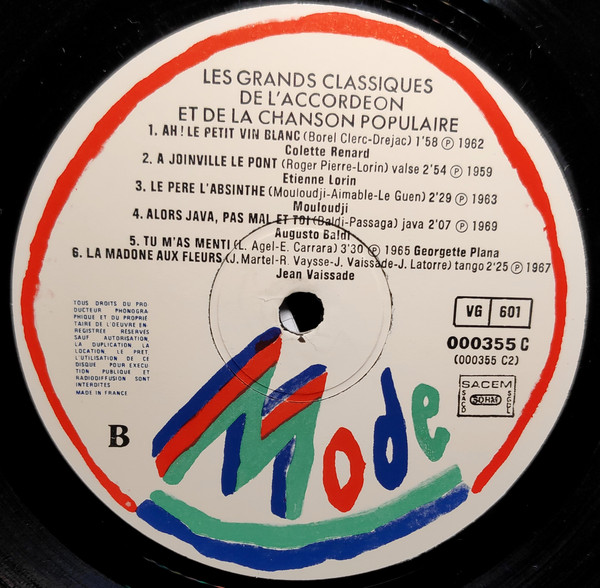 LES GRANDS CLASSIQUES
DE L'ACCORDEON
ET DE LA CHANSON POPULAIRE
1. AH! LE PETIT VIN BLANC (Borel Clerc-Drejac) 1'58 Ⓟ 1962
Colette Renard
2. A JOINVILLE LE PONT (Roger Pierre-Lorin) valse 2'54 Ⓟ 1959
Etienne Lorin
3. LE PERE L'ABSINTHE (Mouloudji-Aimable-Le Guen) 2'29 Ⓟ 1963
Mouloudji
4. ALORS JAVA, PAS MAL ET TOI (Baldi-Passaga) java 2'07 Ⓟ 1969
Augusto Baldi
5. TU M'AS MENTI (L. Agel-E. Carrara) 3'30 Ⓟ 1965 Georgette Plana
6. LA MADONE AUX FLEURS (J. Martel-R. Vaysse-J. Vaissade-J. Latorre) tango 2'25 Ⓟ 1967
Jean Vaissade
TOUS DROITS DU PRO-
DUCTEUR PHONOGRA-
PHIQUE ET DU PROPRIE-
TAIRE DE L'OEUVRE EN-
REGISTREE RESERVES
SAUF AUTORISATION,
LA DUPLICATION LA
LOCATION LE PRET,
L'UTILISATION DE CE
DISQUE POUR EXECU-
TION PUBLIQUE ET
RADIODIFFUSION SONT
INTERDITES
MADE IN FRANCE
VG 601
000355 C
(000355 C2)
SACEM
SACD SDRM SGDL
B
Mode